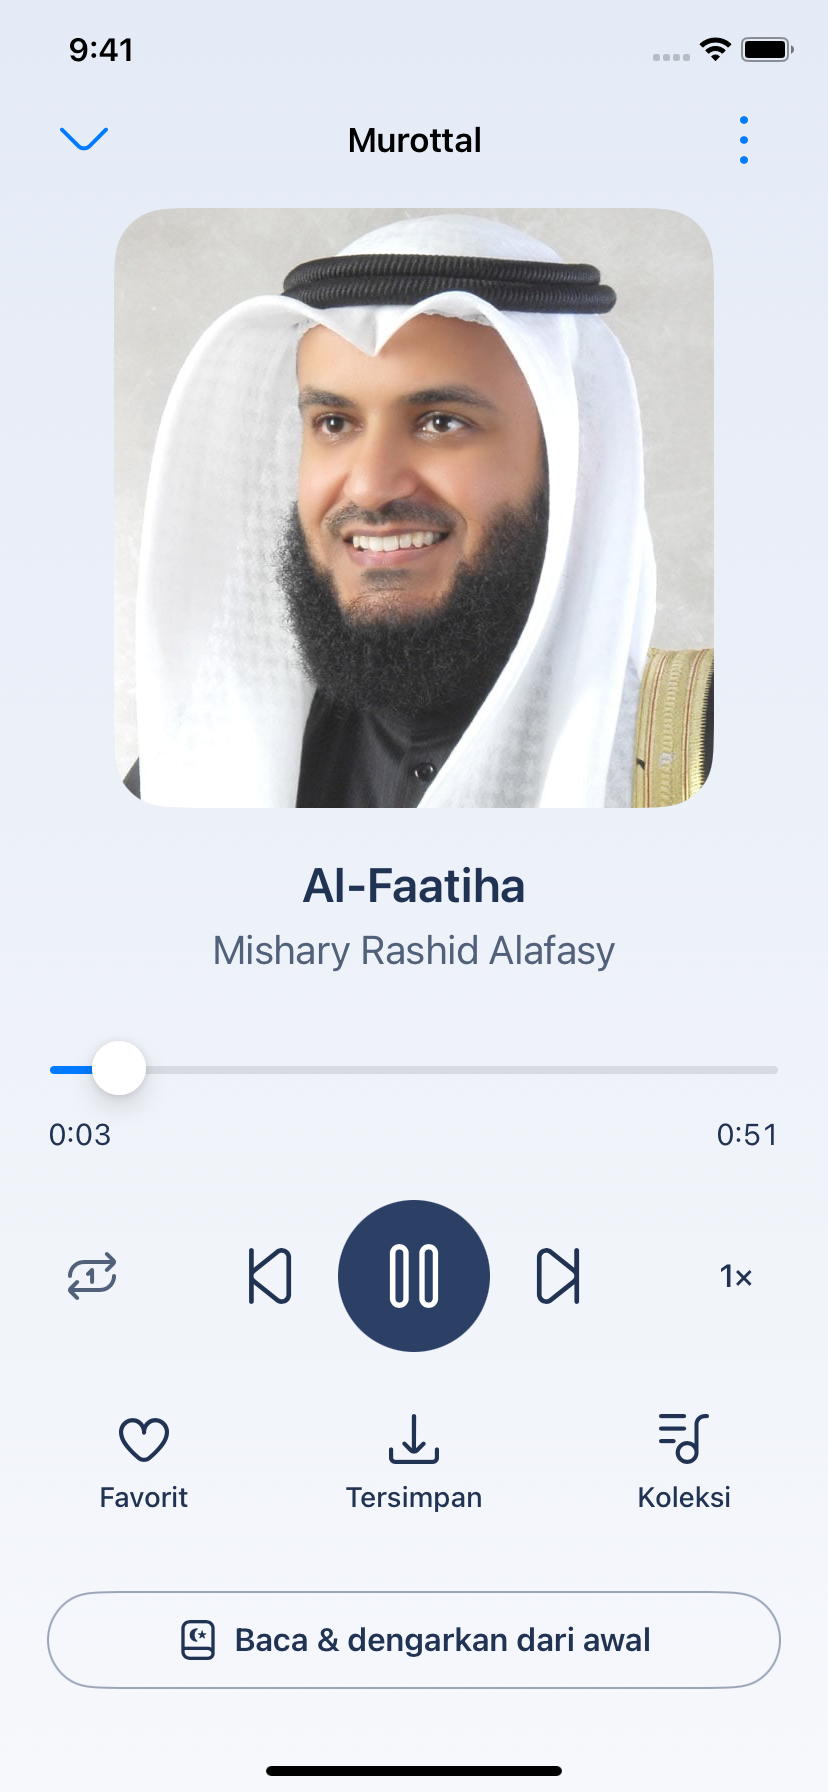 9:41
Murottal
Al-Faatiha
Mishary Rashid Alafasy
0:03 0:51
1 1×
Favorit Tersimpan Koleksi
Baca & dengarkan dari awal